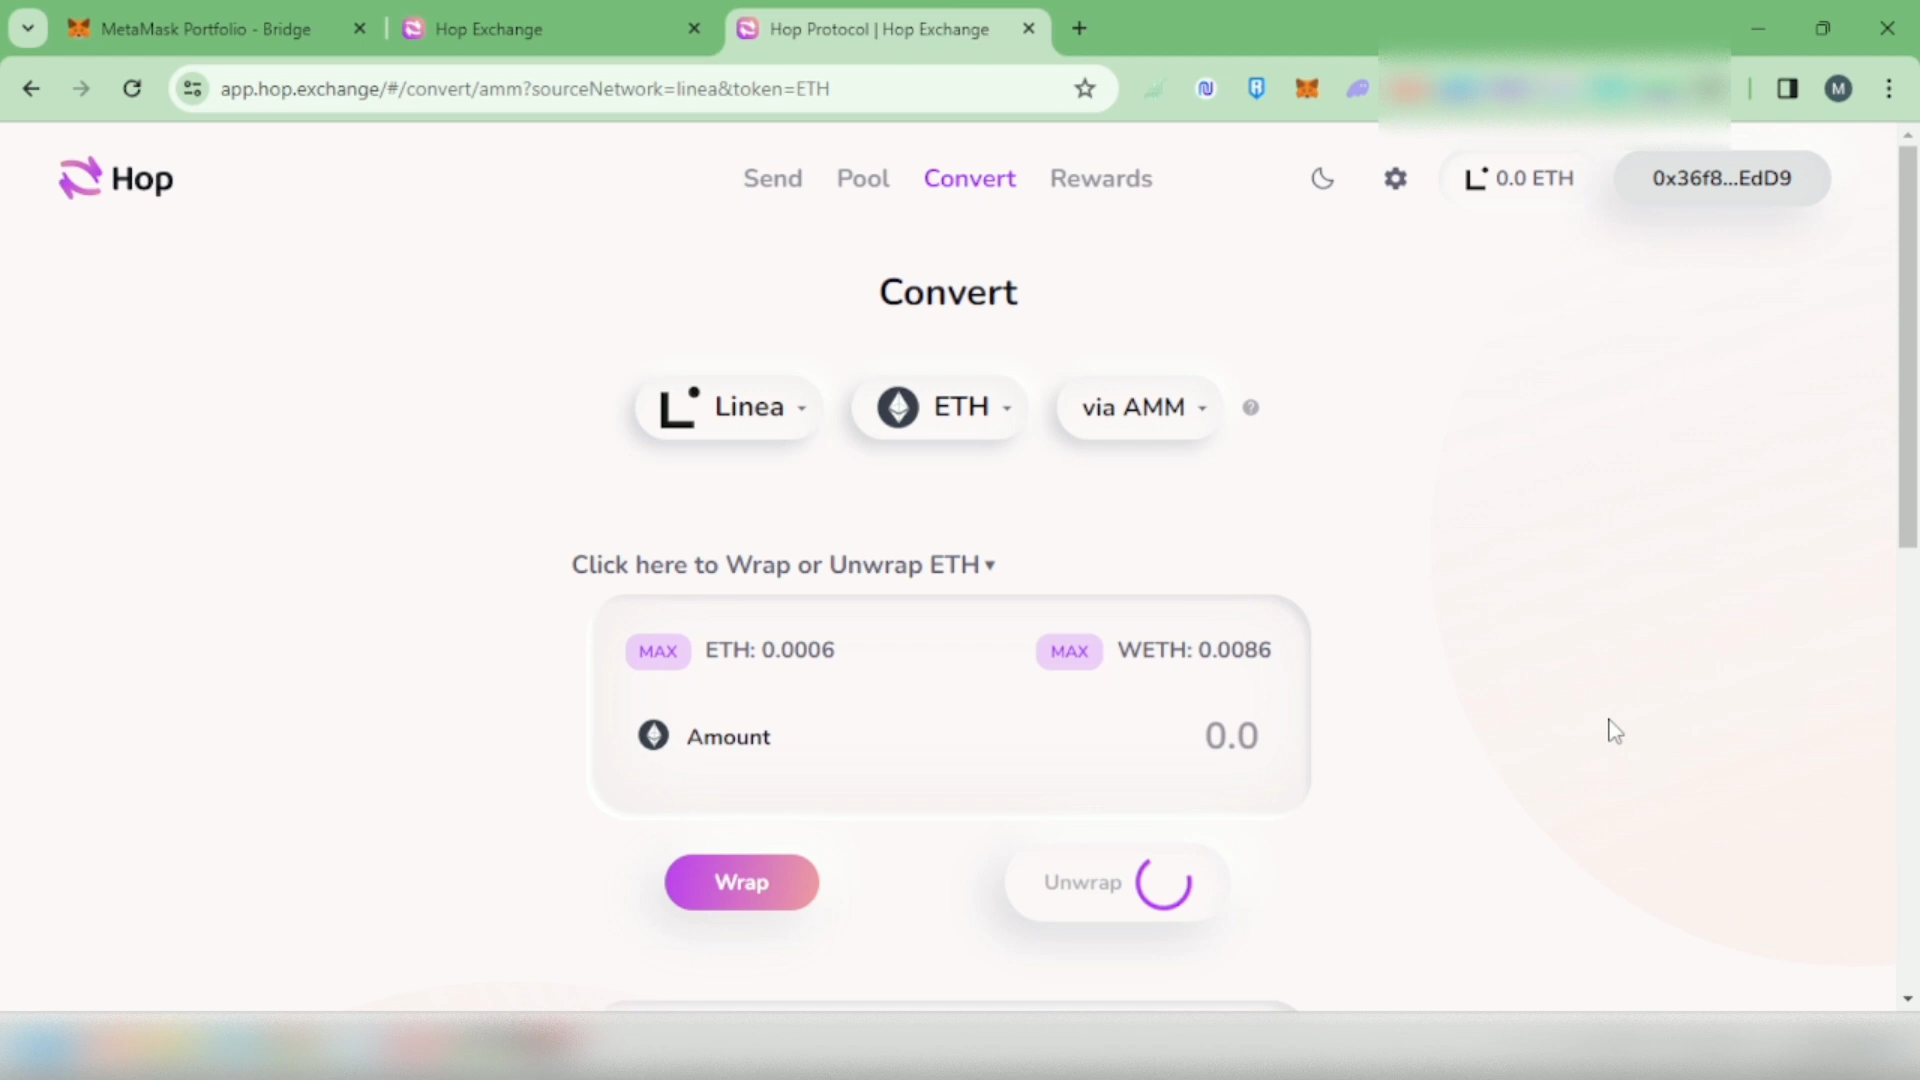 MetaMask Portfolio - Bridge
Hop Exchange
Hop Protocol | Hop Exchange
app.hop.exchange/#/convert/amm?sourceNetwork=linea&token=ETH
M
Hop
Send
Pool
Convert
Rewards
0.0 ETH
0x36f8...EdD9
Convert
Linea
ETH
via AMM
Click here to Wrap or Unwrap ETH
MAX
ETH: 0.0006
MAX
WETH: 0.0086
Amount
0.0
Wrap
Unwrap